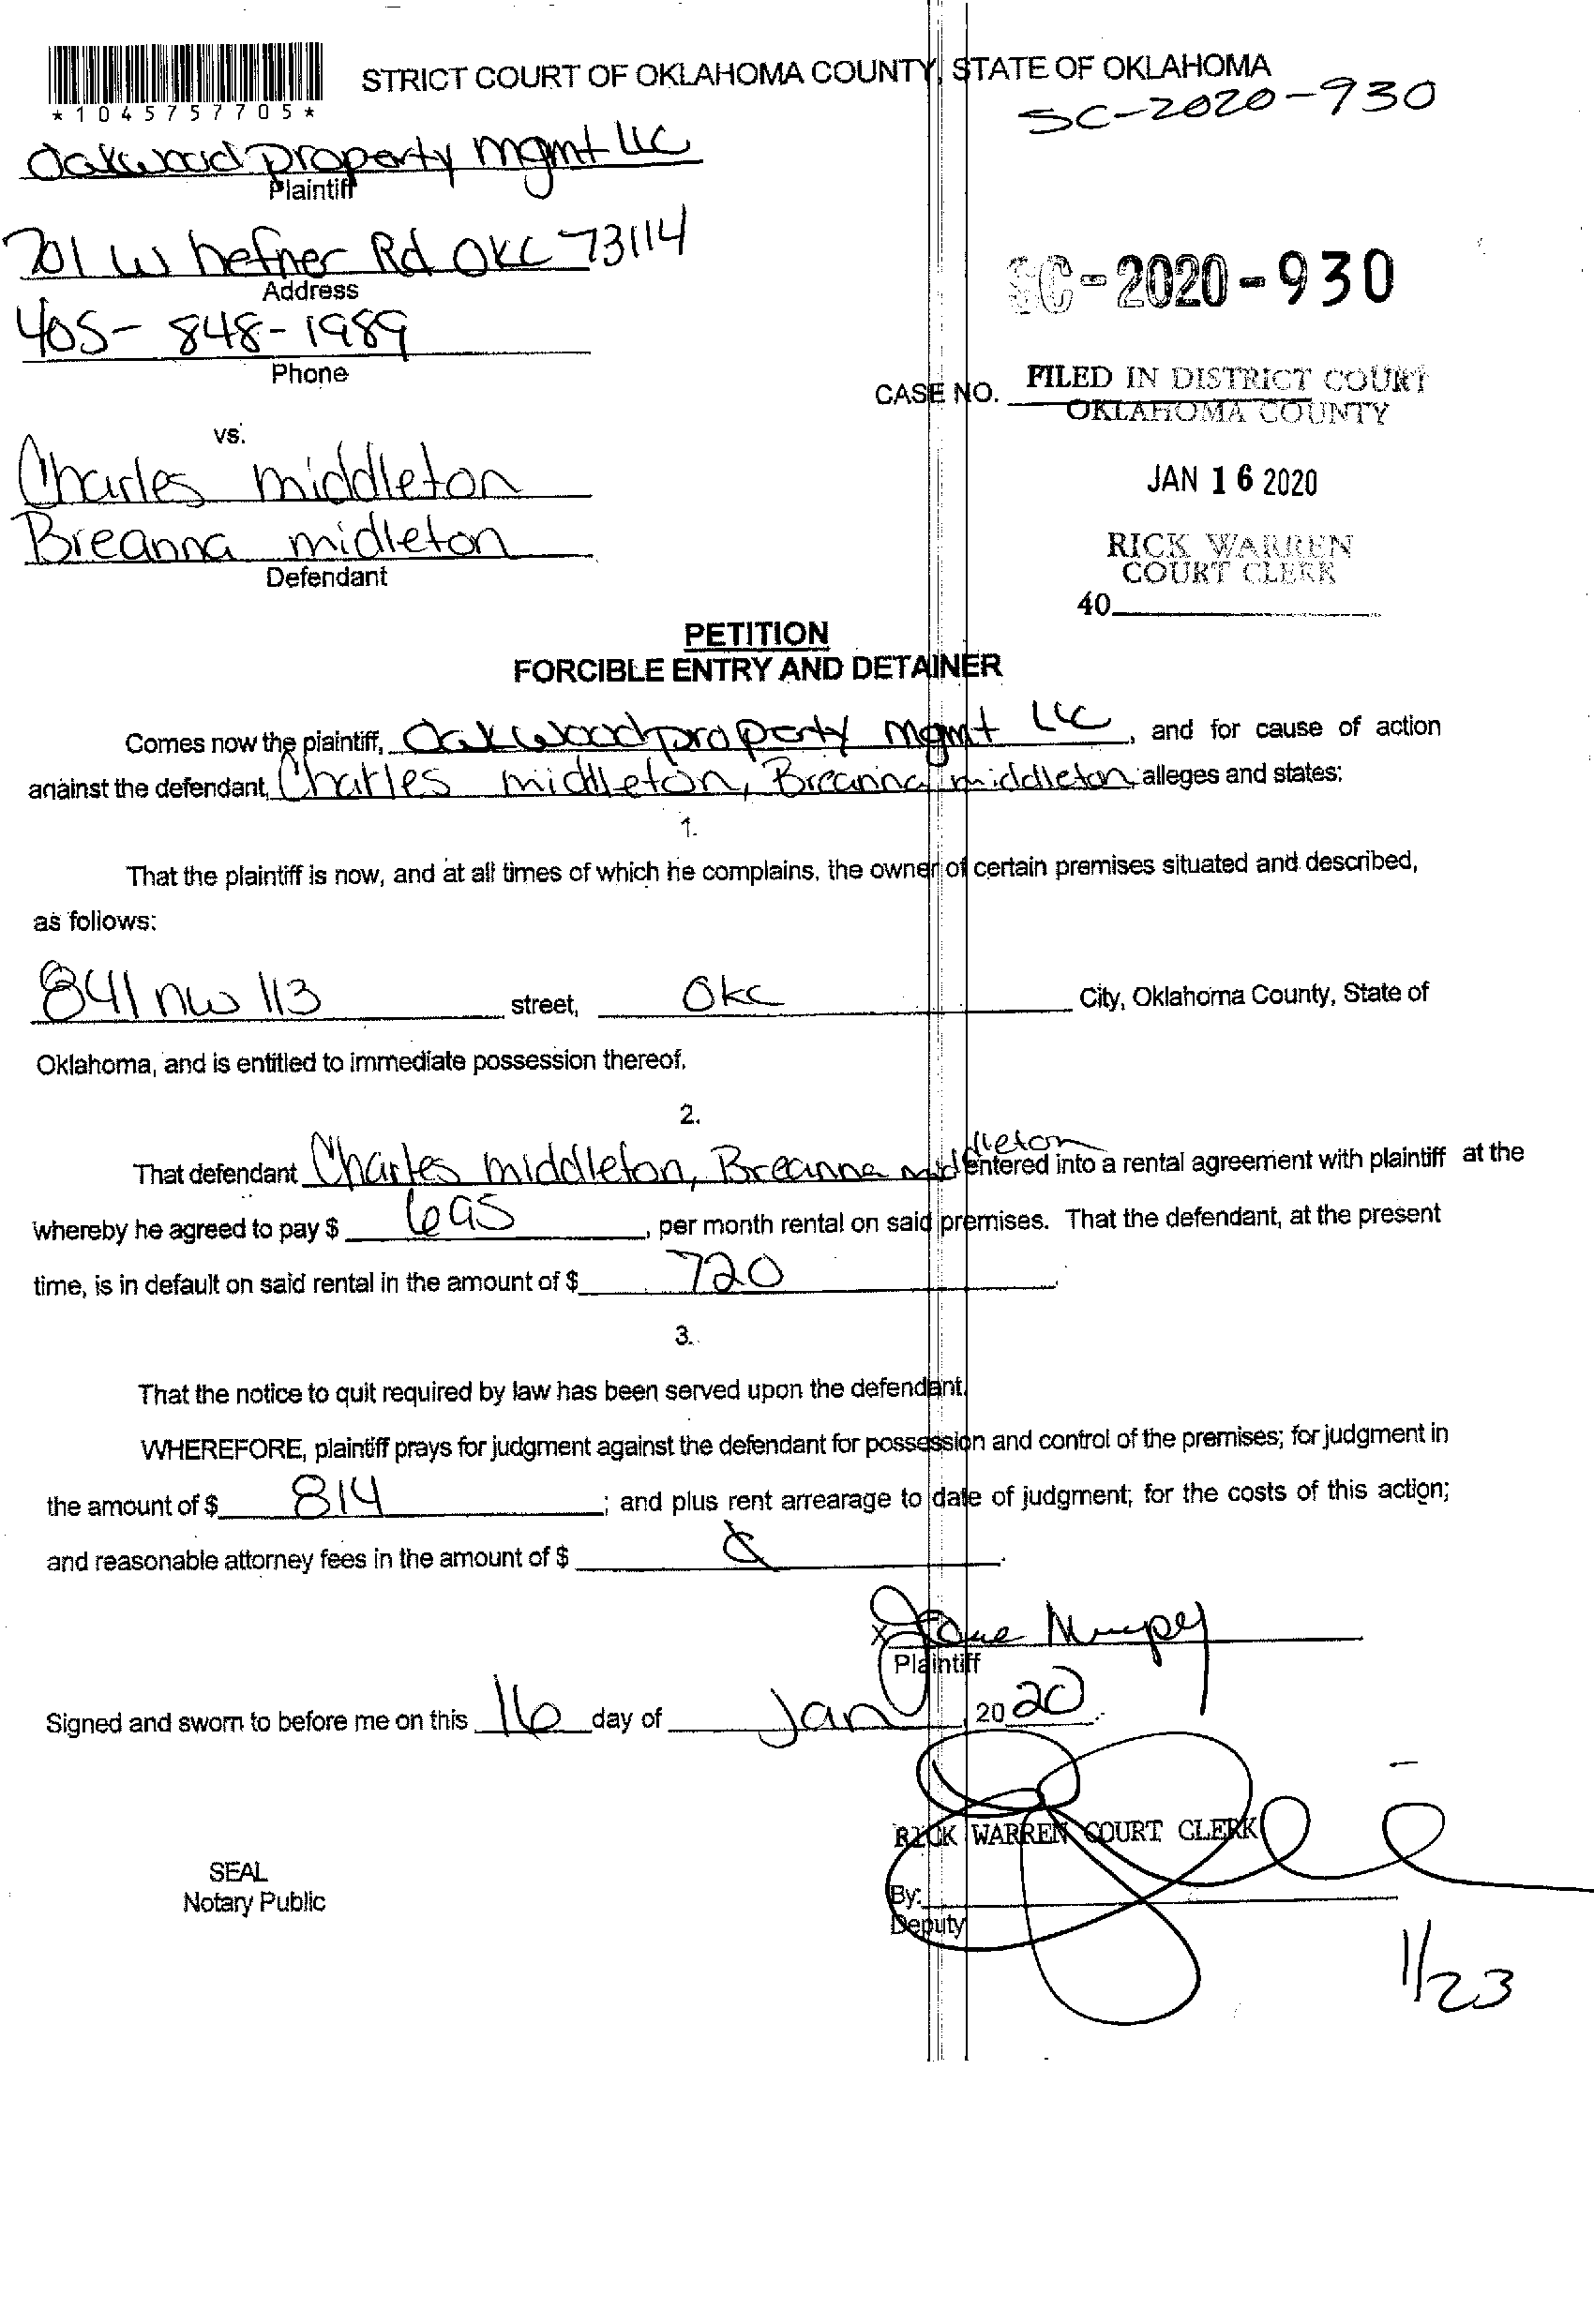 *1045757705*
STRICT COURT OF OKLAHOMA COUNTY, STATE OF OKLAHOMA
SC-2020-930
Oakwood property mgmt LLC
Plaintiff
701 W hefner Rd OKC 73114
Address
SC-2020-930
405-848-1989
Phone
CASE NO.
FILED IN DISTRICT COURT
OKLAHOMA COUNTY
vs.
Charles middleton
JAN 16 2020
Breanna midleton
Defendant
RICK WARREN
COURT CLERK
40
PETITION
FORCIBLE ENTRY AND DETAINER
Comes now the plaintiff, Oakwood property mgmt LLC, and for cause of action
against the defendant, Charles middleton, Breanna middleton alleges and states:
1.
That the plaintiff is now, and at all times of which he complains, the owner of certain premises situated and described,
as follows:
841 nw 113 street, Okc City, Oklahoma County, State of
Oklahoma, and is entitled to immediate possession thereof.
2.
That defendant Charles middleton, Breanna middleton entered into a rental agreement with plaintiff at the
whereby he agreed to pay $ 695, per month rental on said premises. That the defendant, at the present
time, is in default on said rental in the amount of $ 720.
3.
That the notice to quit required by law has been served upon the defendant.
WHEREFORE, plaintiff prays for judgment against the defendant for possession and control of the premises; for judgment in
the amount of $ 814; and plus rent arrearage to date of judgment; for the costs of this action;
and reasonable attorney fees in the amount of $
X
Plaintiff
Signed and sworn to before me on this 16 day of Jan, 2020.
RICK WARREN COURT CLERK
SEAL
Notary Public
By:
Deputy
1/23